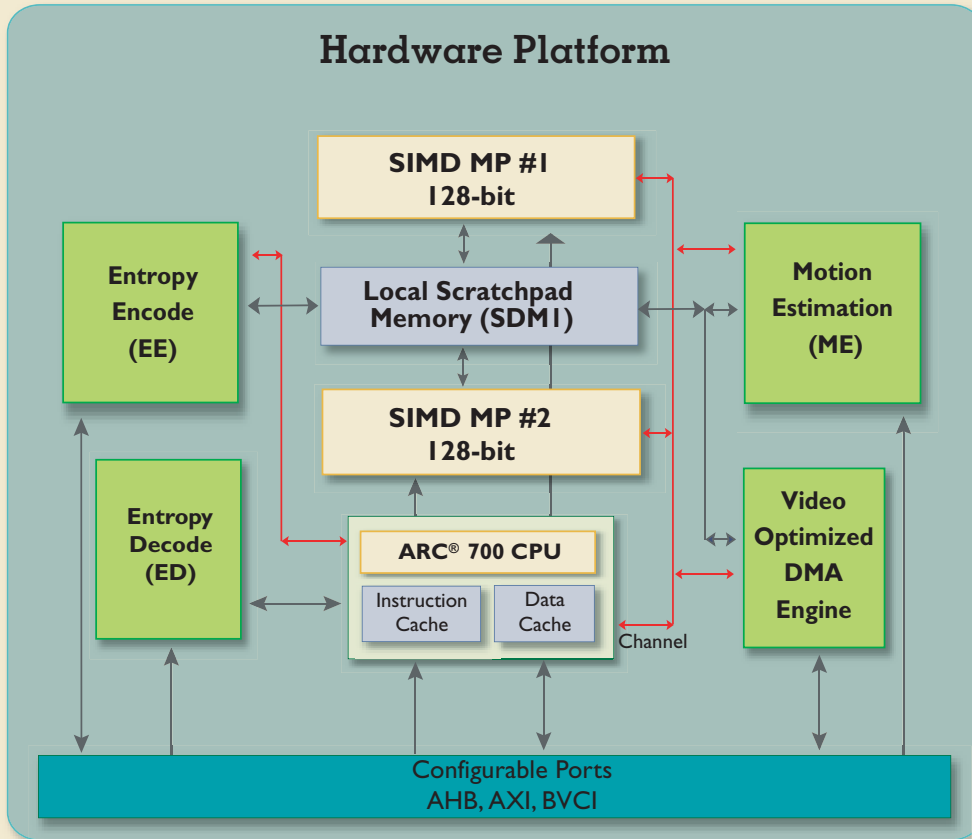 Hardware Platform
SIMD MP #1
128-bit
Entropy
Encode
(EE)
Local Scratchpad
Memory (SDM1)
Motion
Estimation
(ME)
SIMD MP #2
128-bit
Entropy
Decode
(ED)
ARC® 700 CPU
Instruction
Cache
Data
Cache
Channel
Video
Optimized
DMA
Engine
Configurable Ports
AHB, AXI, BVCI